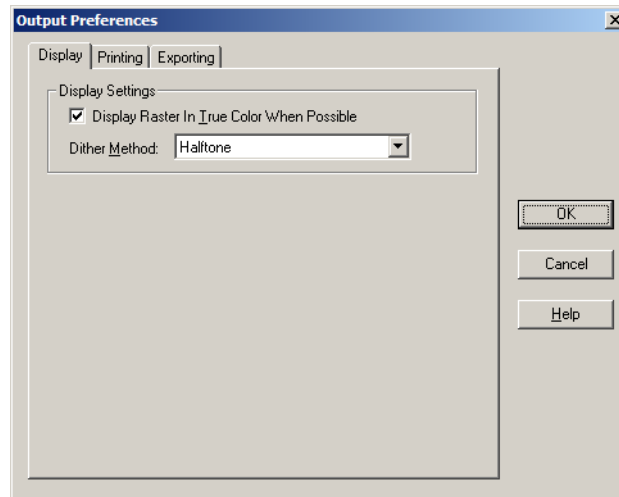 Output Preferences
Display Printing Exporting
Display Settings
Display Raster In True Color When Possible
Dither Method: Halftone
OK
Cancel
Help